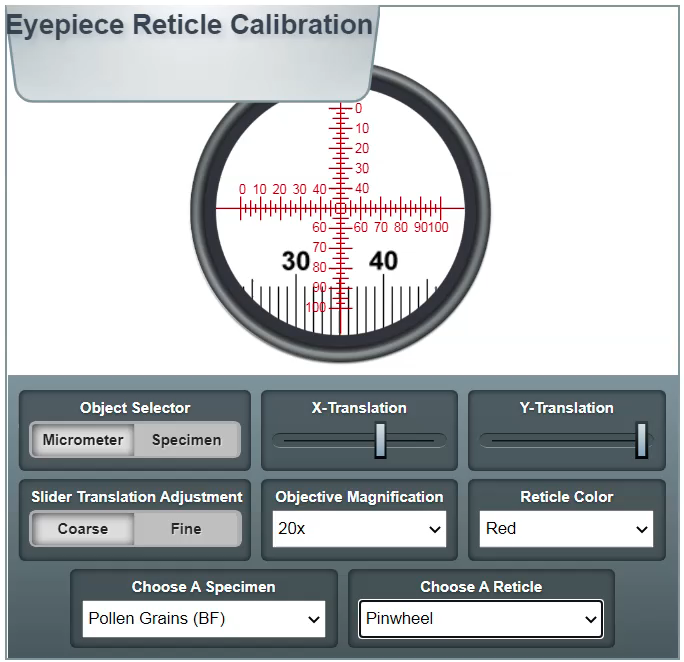 Eyepiece Reticle Calibration
0
10
20
30
0 10 20 30 40 40
60 60 70 80 90100
70
30 80 40
90
100
Object Selector
Micrometer Specimen
X-Translation
Y-Translation
Slider Translation Adjustment
Coarse Fine
Objective Magnification
20x
Reticle Color
Red
Choose A Specimen
Pollen Grains (BF)
Choose A Reticle
Pinwheel